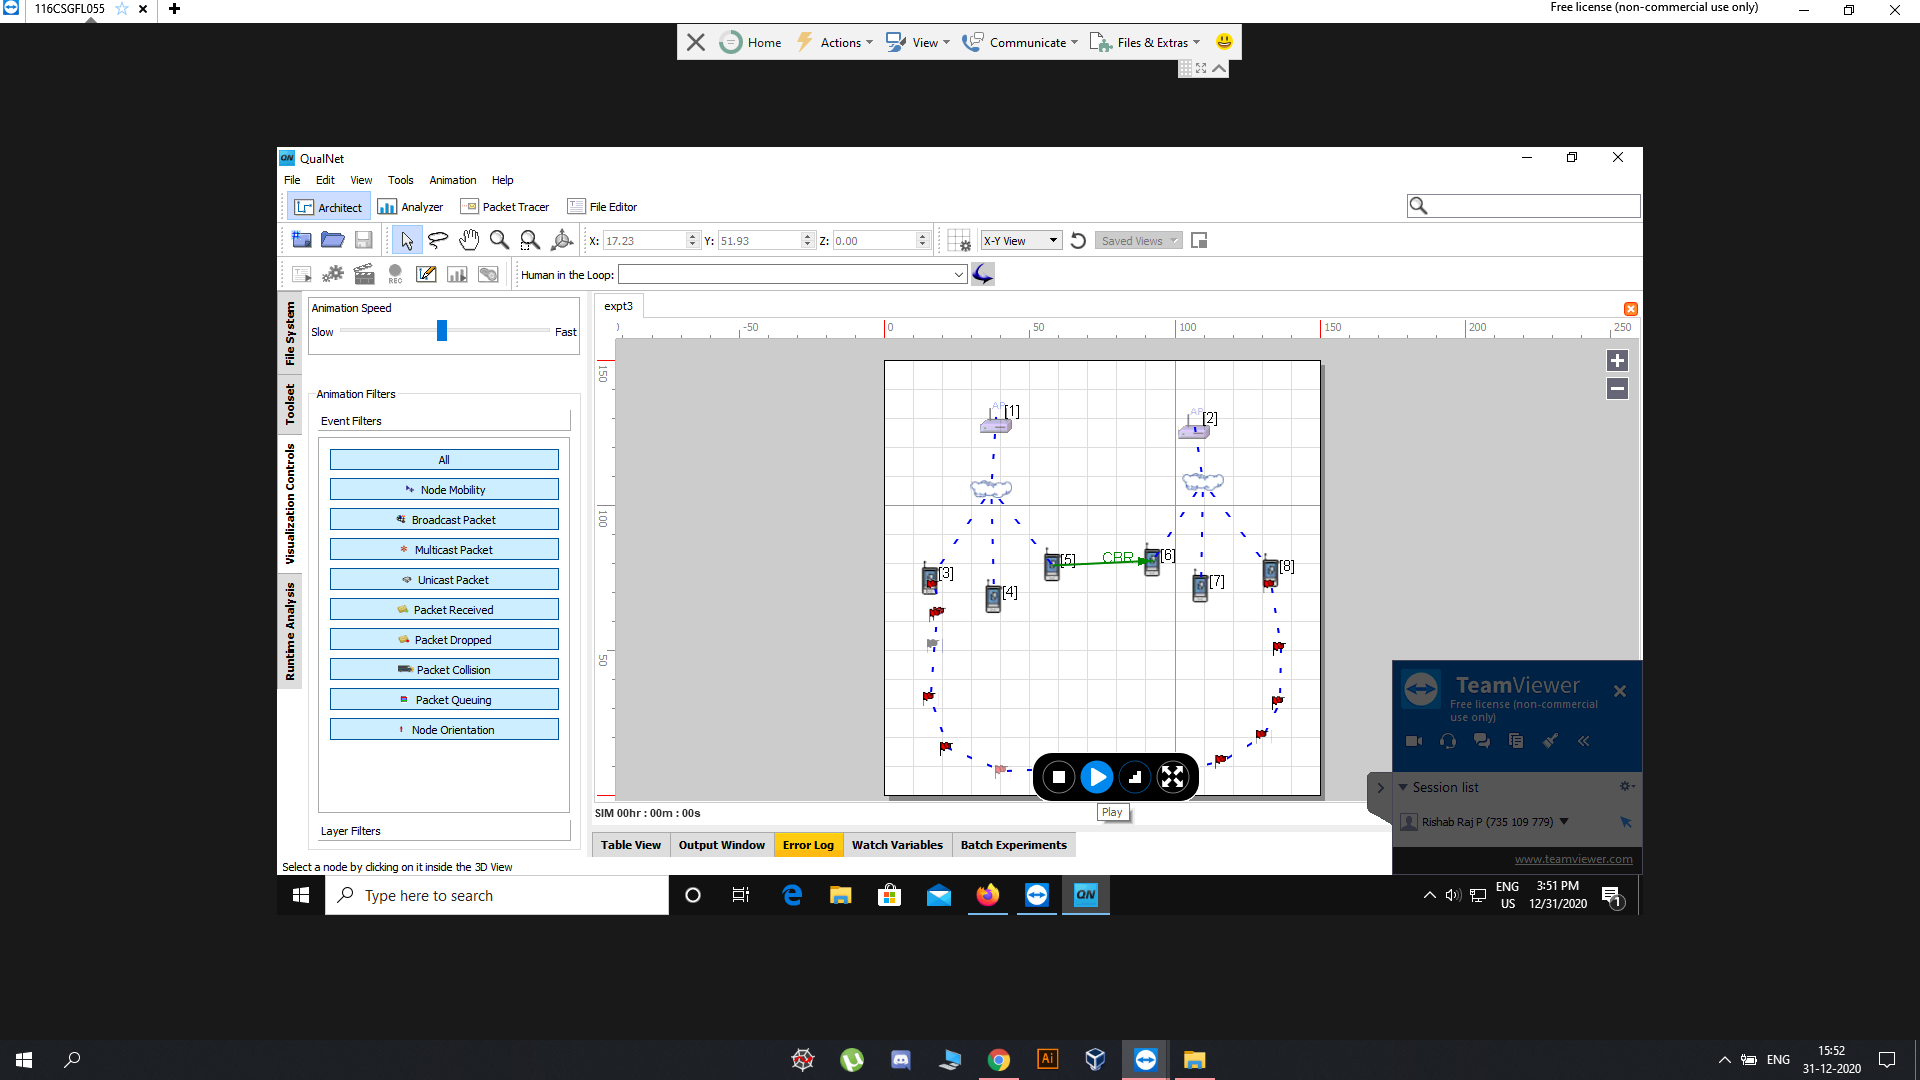 116CSGFL055
Free license (non-commercial use only)
Home
Actions
View
Communicate
Files & Extras
QN QualNet
File Edit View Tools Animation Help
Architect Analyzer Packet Tracer File Editor
X: 17.23 Y: 51.93 Z: 0.00 X-Y View Saved Views
REC Human in the Loop:
File System
Toolset
Visualization Controls
Runtime Analysis
Animation Speed
Slow Fast
Animation Filters
Event Filters
All
Node Mobility
Broadcast Packet
Multicast Packet
Unicast Packet
Packet Received
Packet Dropped
Packet Collision
Packet Queuing
Node Orientation
Layer Filters
Select a node by clicking on it inside the 3D View
expt3
-50 0 50 100 150 200 250
150
100
50
AP [1]
AP [2]
[3]
[4]
[5]
CBR
[6]
[7]
[8]
Play
SIM 00hr : 00m : 00s
Table View Output Window Error Log Watch Variables Batch Experiments
TeamViewer
Free license (non-commercial
use only)
Session list
Rishab Raj P (735 109 779)
www.teamviewer.com
Type here to search
QN
ENG
US
3:51 PM
12/31/2020
1
Ai
ENG
15:52
31-12-2020